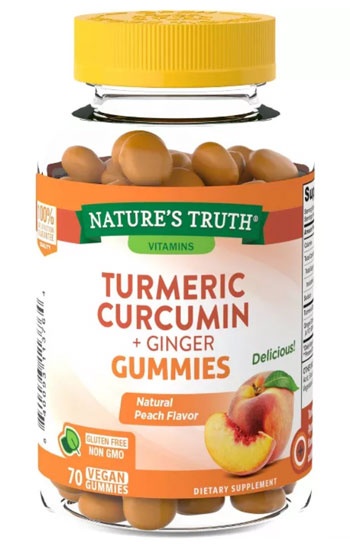 100%
NATURE'S TRUTH®
VITAMINS
TURMERIC
CURCUMIN
+ GINGER
GUMMIES
Delicious!
Natural
Peach Flavor
GLUTEN FREE
NON GMO
70 VEGAN
GUMMIES
DIETARY SUPPLEMENT